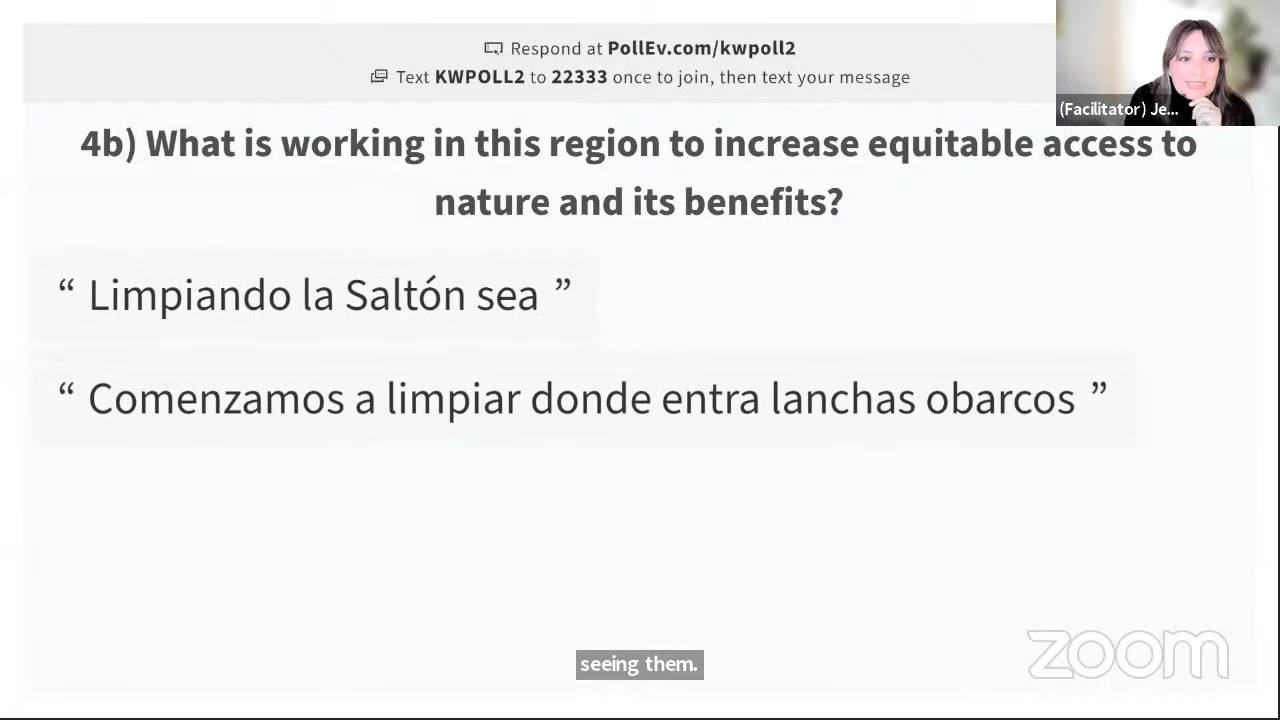 Respond at PollEv.com/kwpoll2
Text KWPOLL2 to 22333 once to join, then text your message
(Facilitator) Je...
4b) What is working in this region to increase equitable access to
nature and its benefits?
“ Limpiando la Saltón sea ”
“ Comenzamos a limpiar donde entra lanchas obarcos ”
seeing them.
zoom